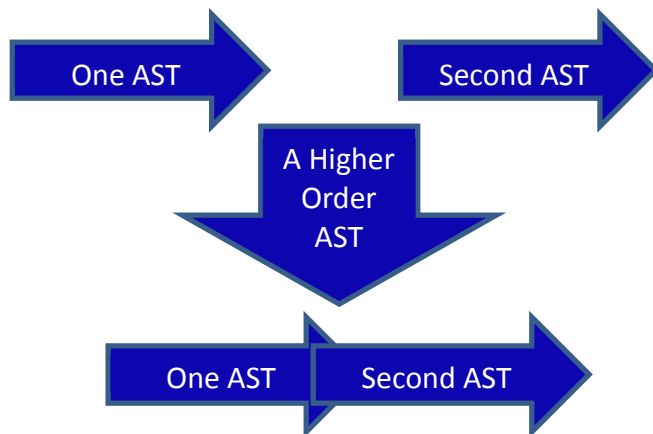 One AST
Second AST
A Higher
Order
AST
One AST
Second AST